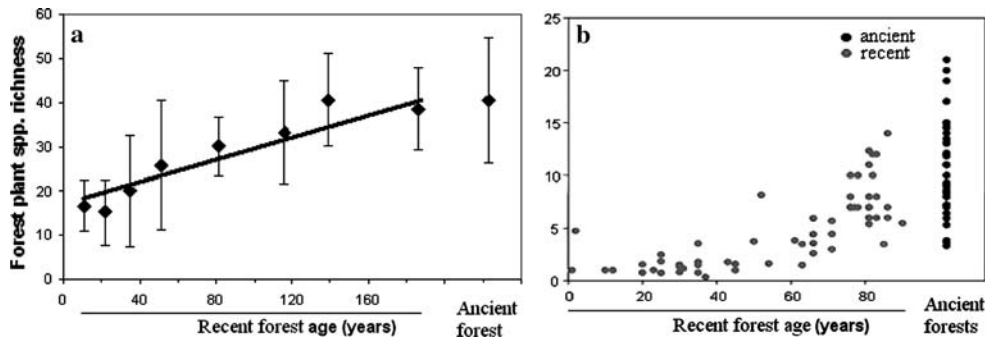 a
Forest plant spp. richness
60
50
40
30
20
10
0
0 40 80 120 160
Recent forest age (years)
Ancient forest
b
ancient
recent
25
20
15
10
5
0
0 20 40 60 80
Recent forest age (years)
Ancient forests